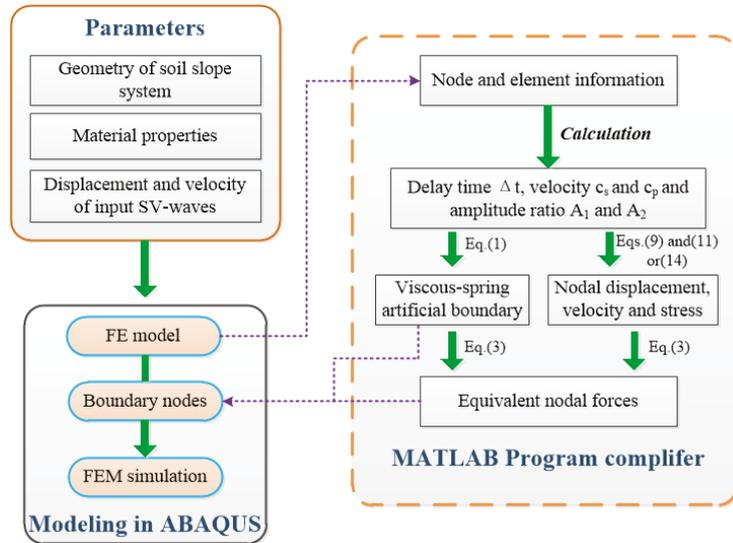 Parameters
Geometry of soil slope
system
Material properties
Displacement and velocity
of input SV-waves
FE model
Boundary nodes
FEM simulation
Modeling in ABAQUS
Node and element information
Calculation
Delay time Δt, velocity cs and cp and
amplitude ratio A1 and A2
Eq.(1)
Eqs.(9) and(11)
or(14)
Viscous-spring
artificial boundary
Nodal displacement,
velocity and stress
Eq.(3)
Eq.(3)
Equivalent nodal forces
MATLAB Program complifer